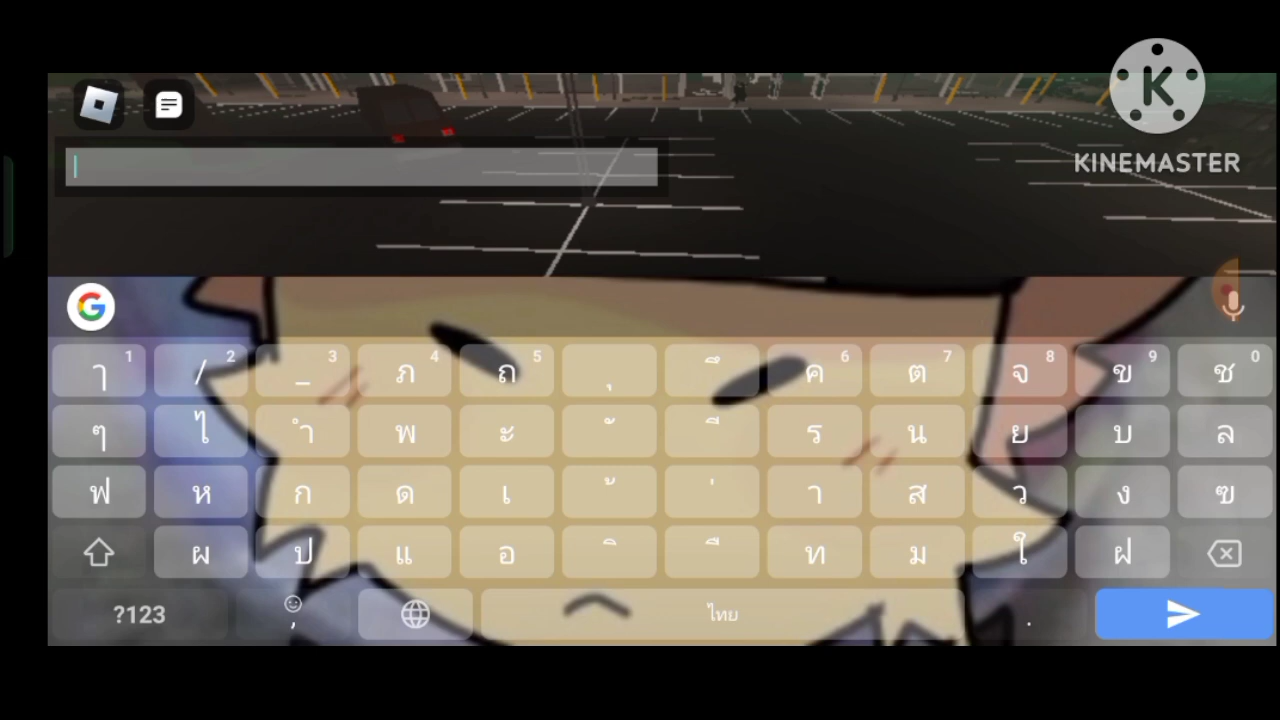 K
KINEMASTER
G
ๅ 1 / 2 _ 3 ภ 4 ถ 5 ุ ึ ค 6 ต 7 จ 8 ข 9 ช 0
ๆ ไ ำ พ ะ ั ี ร น ย บ ล
ฟ ห ก ด เ ้ ่ า ส ว ง ฃ
ผ ป แ อ ิ ื ท ม ใ ฝ
?123 , ไทย .